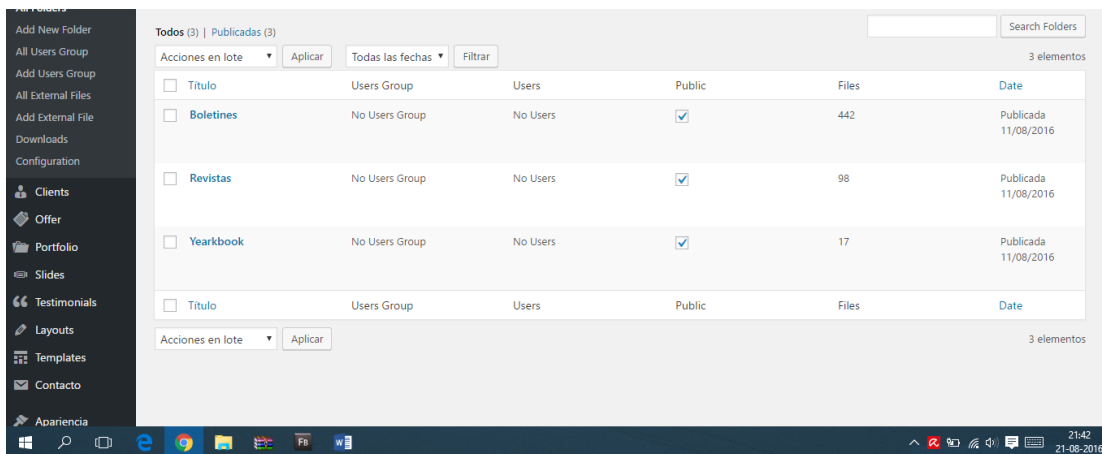 All Folders
Add New Folder
All Users Group
Add Users Group
All External Files
Add External File
Downloads
Configuration
Clients
Offer
Portfolio
Slides
Testimonials
Layouts
Templates
Contacto
Apariencia
Todos (3) | Publicadas (3)
Search Folders
Acciones en lote Aplicar Todas las fechas Filtrar 3 elementos
Título Users Group Users Public Files Date
Boletines No Users Group No Users 442 Publicada
11/08/2016
Revistas No Users Group No Users 98 Publicada
11/08/2016
Yearkbook No Users Group No Users 17 Publicada
11/08/2016
Título Users Group Users Public Files Date
Acciones en lote Aplicar 3 elementos
FB
21:42
21-08-2016